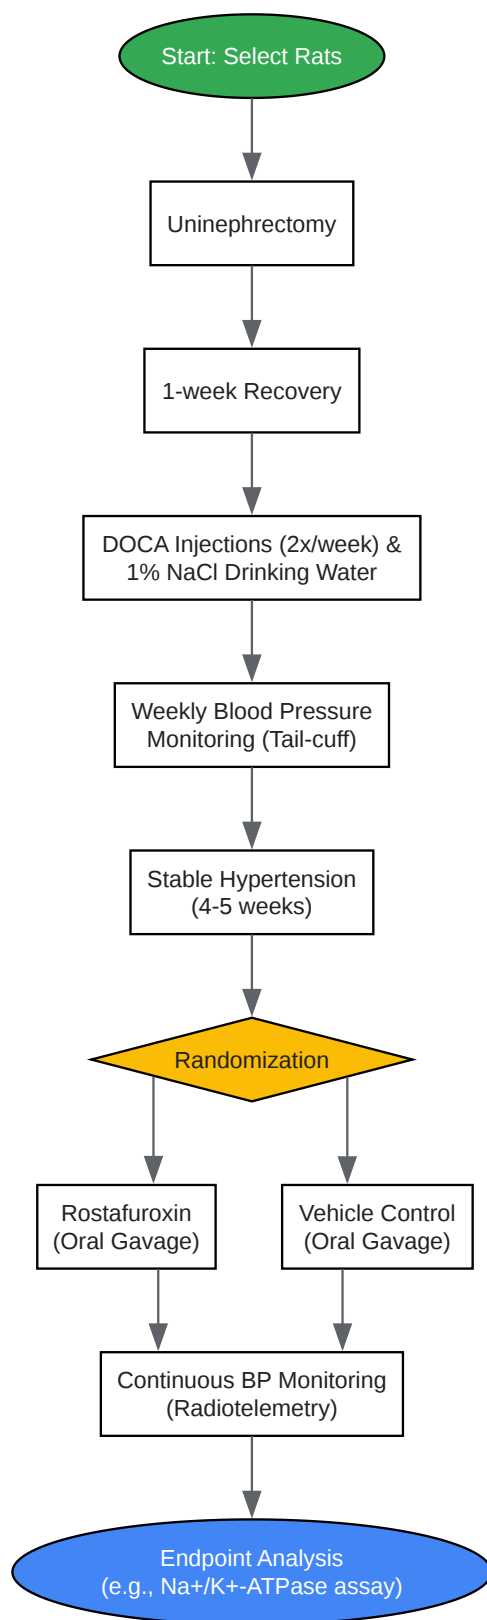 Start: Select Rats
Uninephrectomy
1-week Recovery
DOCA Injections (2x/week) &
1% NaCl Drinking Water
Weekly Blood Pressure
Monitoring (Tail-cuff)
Stable Hypertension
(4-5 weeks)
Randomization
Rostafuroxin
(Oral Gavage)
Vehicle Control
(Oral Gavage)
Continuous BP Monitoring
(Radiotelemetry)
Endpoint Analysis
(e.g., Na+/K+-ATPase assay)